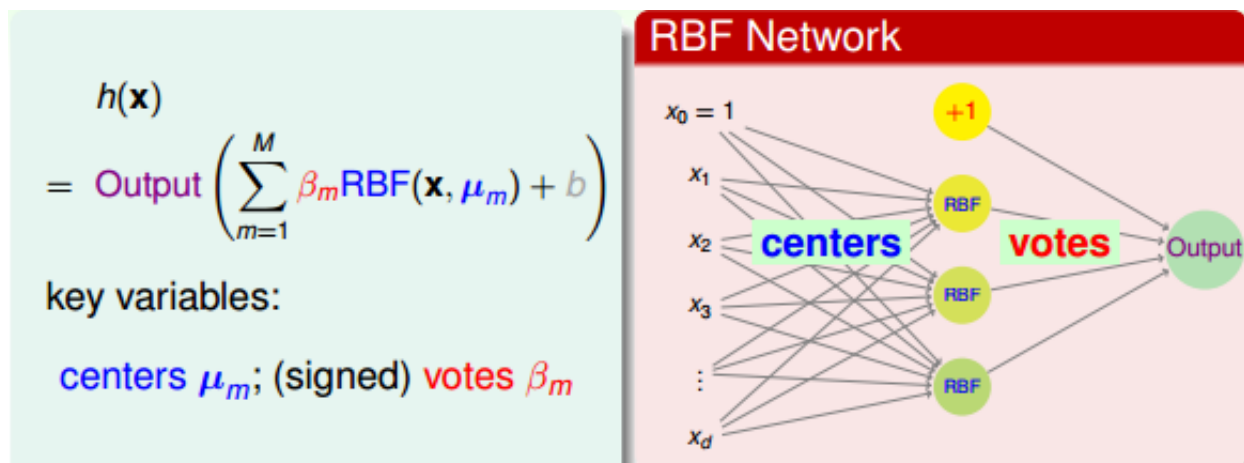 h(x)
= Output ( ∑_{m=1}^{M} β_m RBF(x, μ_m) + b )
key variables:
centers μ_m; (signed) votes β_m
RBF Network
x_0 = 1
+1
x_1
RBF
x_2
centers
votes
Output
x_3
RBF
⋮
RBF
x_d